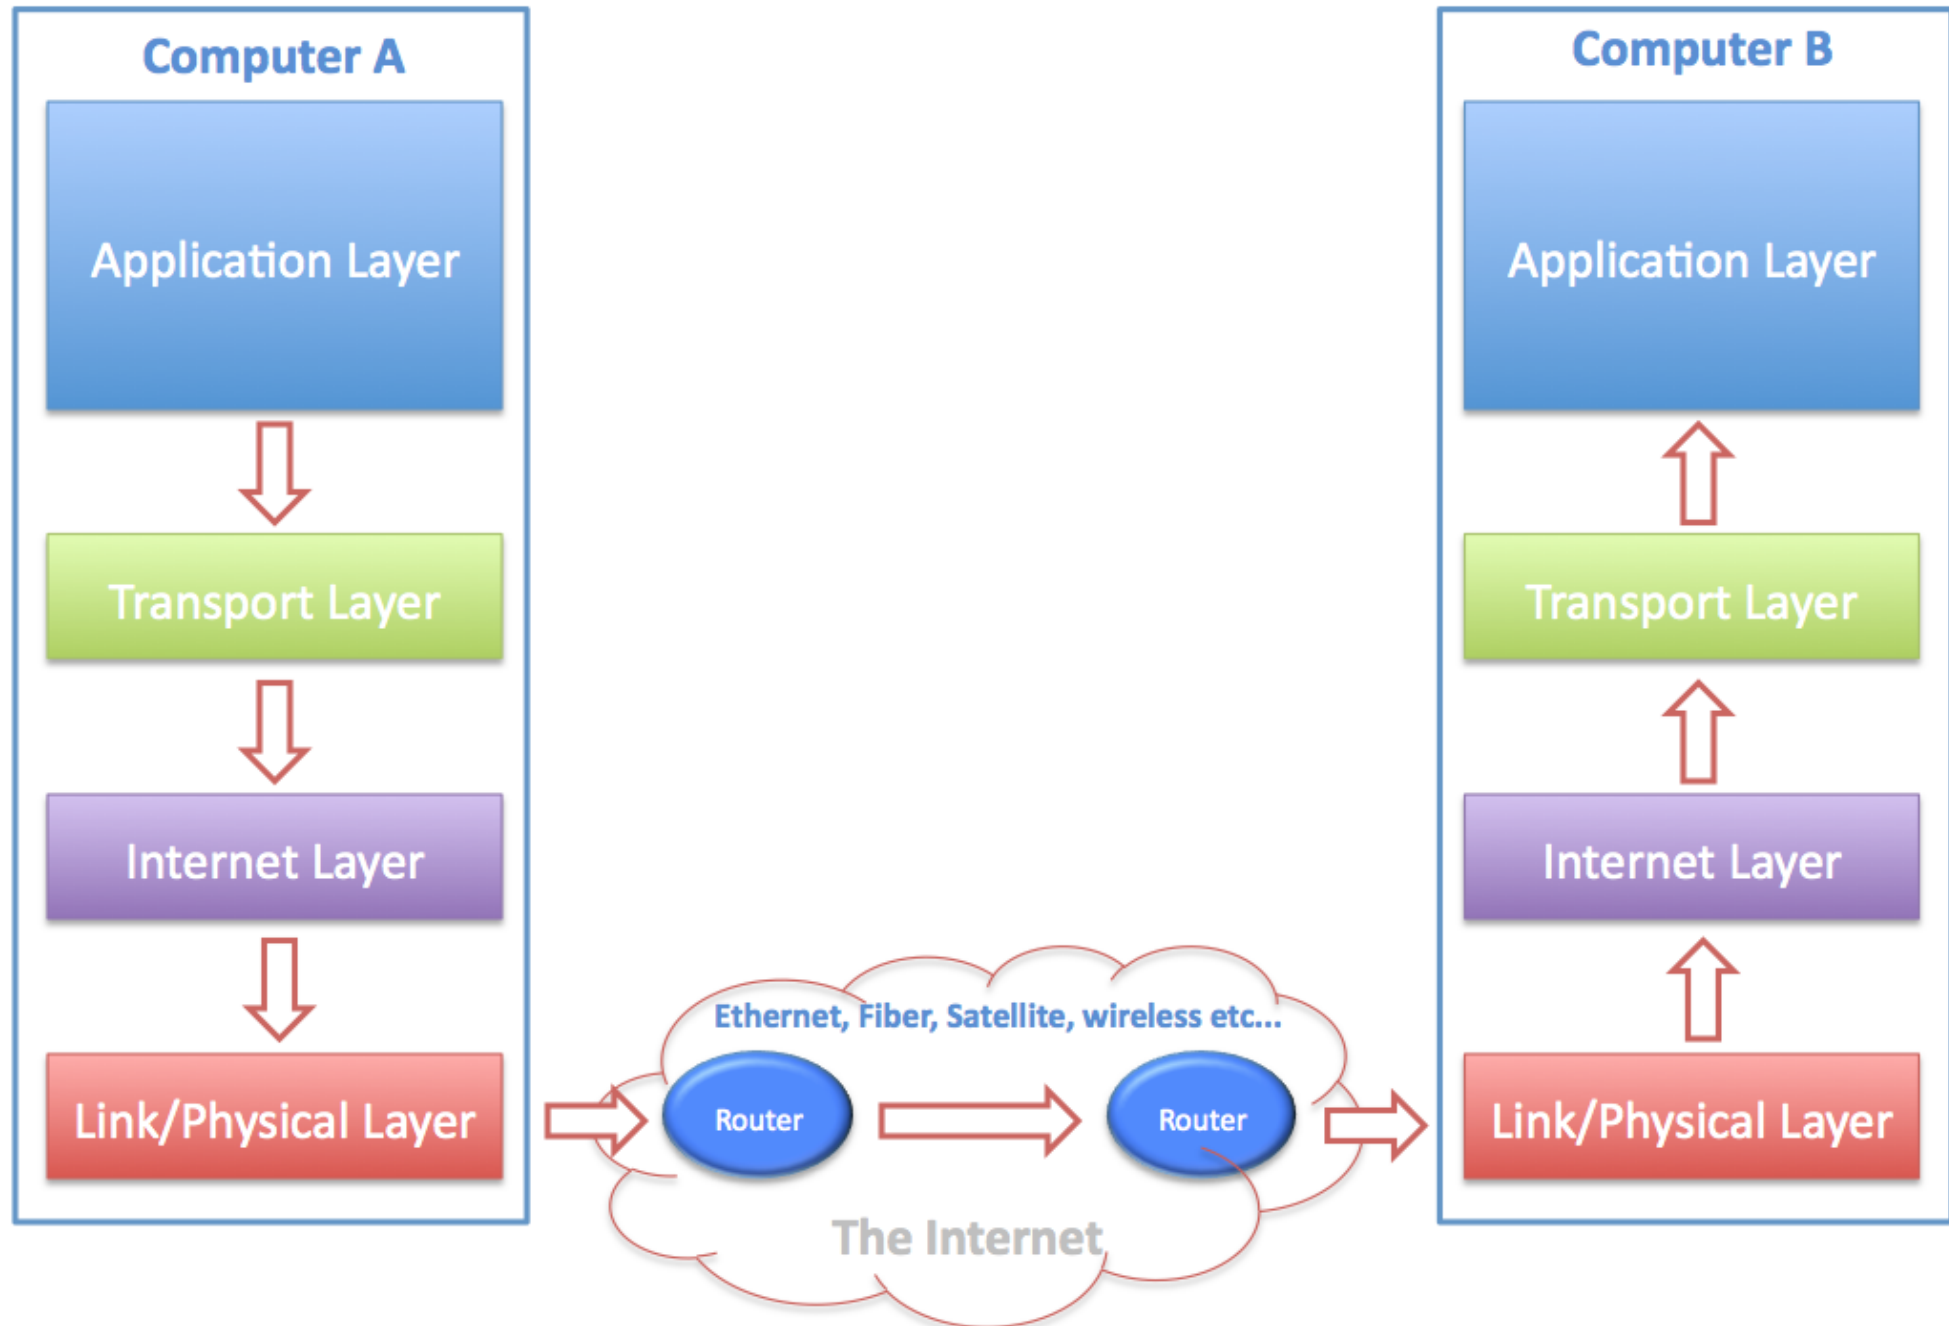 Computer A
Application Layer
Transport Layer
Internet Layer
Link/Physical Layer
Ethernet, Fiber, Satellite, wireless etc...
Router
Router
The Internet
Computer B
Application Layer
Transport Layer
Internet Layer
Link/Physical Layer